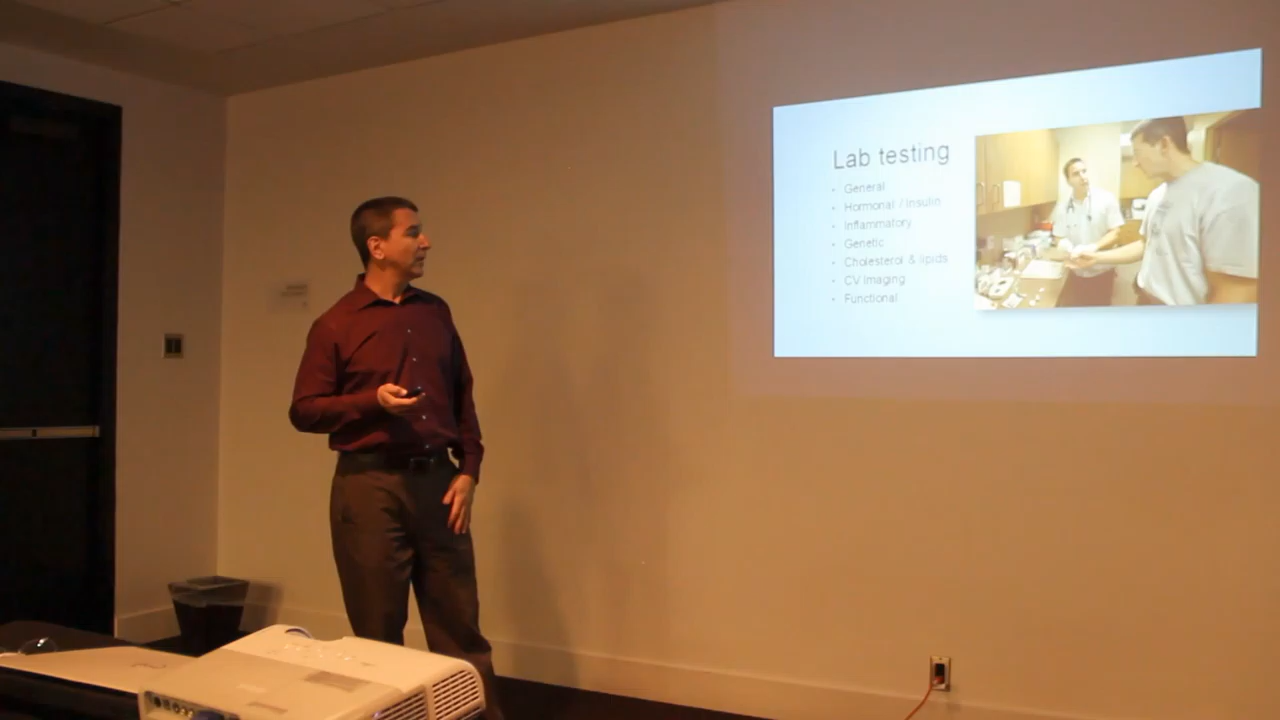 Lab testing
• General
• Hormonal / Insulin
• Inflammatory
• Genetic
• Cholesterol & lipids
• CV Imaging
• Functional